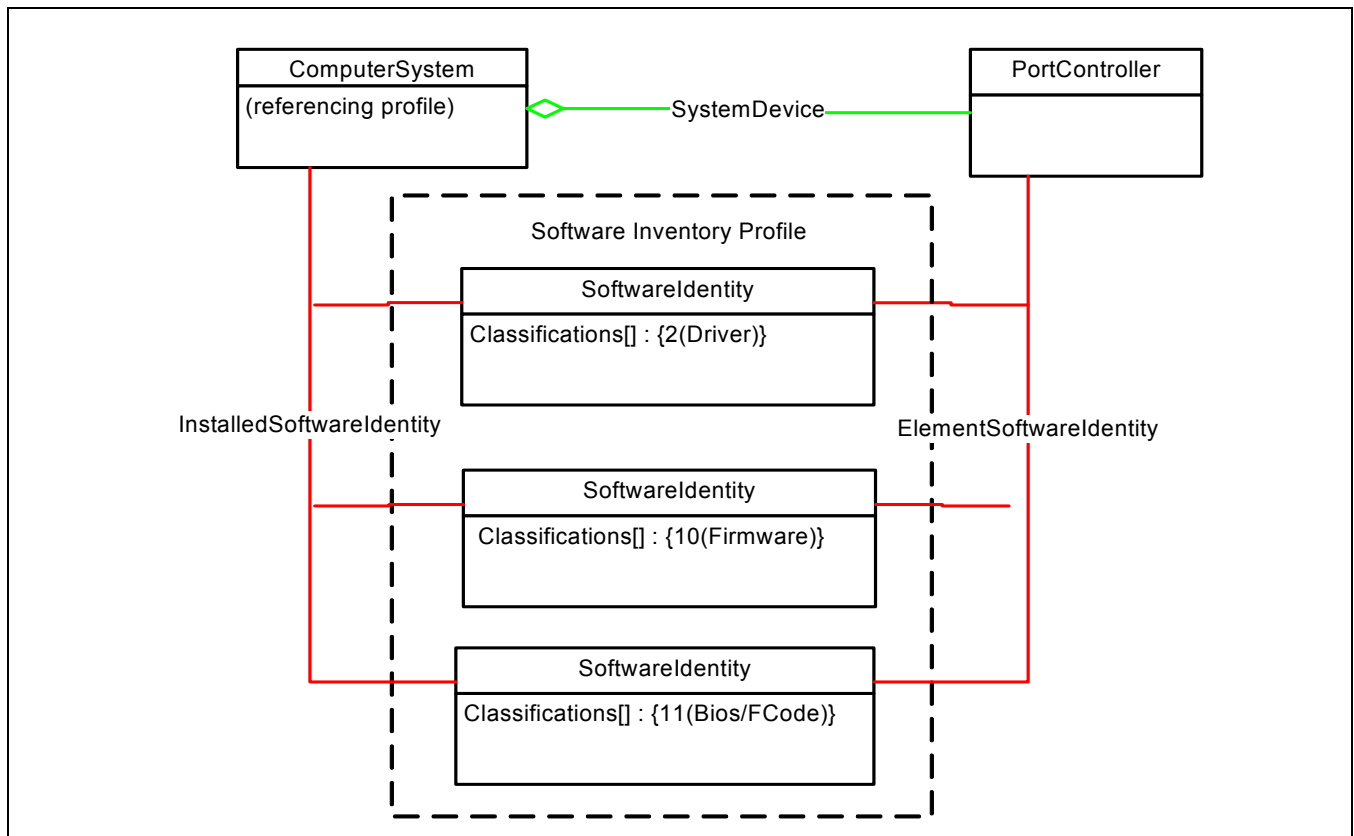 ComputerSystem
(referencing profile)
PortController
SystemDevice
Software Inventory Profile
SoftwareIdentity
Classifications[] : {2(Driver)}
InstalledSoftwareIdentity
ElementSoftwareIdentity
SoftwareIdentity
Classifications[] : {10(Firmware)}
SoftwareIdentity
Classifications[] : {11(Bios/FCode)}